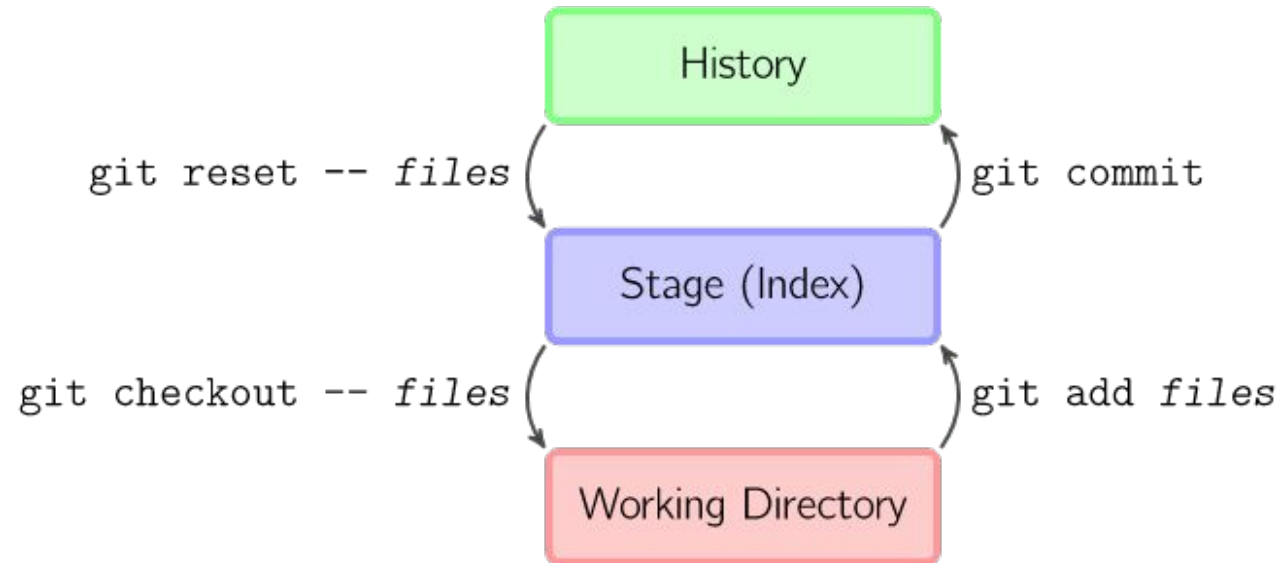 History
git reset -- files
git commit
Stage (Index)
git checkout -- files
git add files
Working Directory